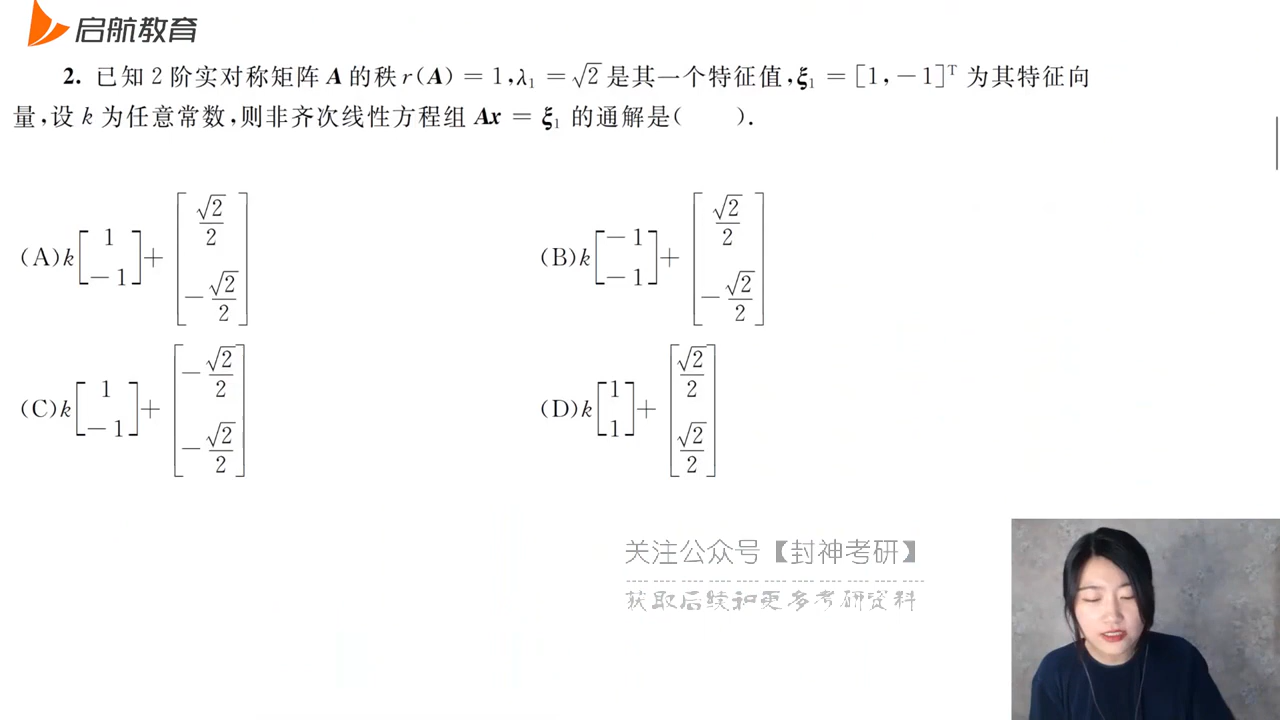 启航教育
2. 已知 2 阶实对称矩阵 A 的秩 r(A) = 1,λ₁ = √2 是其一个特征值,ξ₁ = [1, -1]ᵀ 为其特征向
量,设 k 为任意常数,则非齐次线性方程组 Ax = ξ₁ 的通解是(  ).
(A) k[1; -1] + [√2/2; -√2/2]
(B) k[-1; -1] + [√2/2; -√2/2]
(C) k[1; -1] + [-√2/2; -√2/2]
(D) k[1; 1] + [√2/2; √2/2]
关注公众号【封神考研】
获取后续和更多考研资料